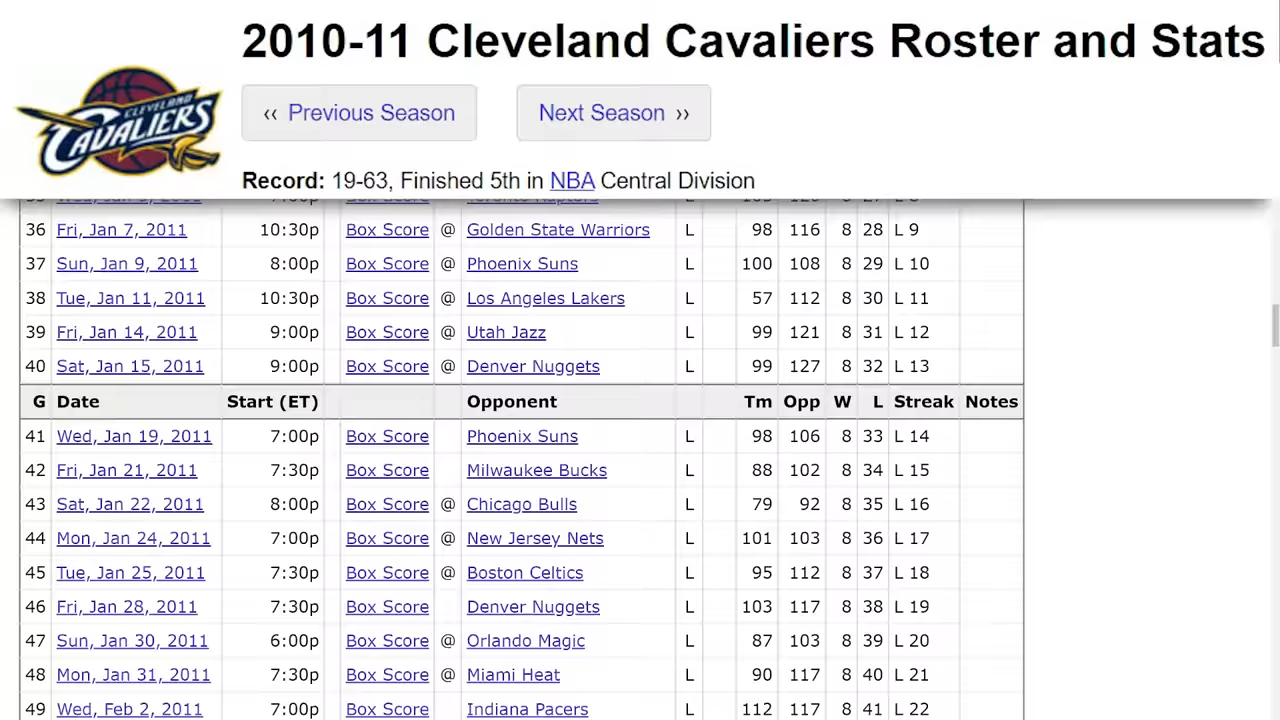 2010-11 Cleveland Cavaliers Roster and Stats
CLEVELAND
CAVALIERS
‹‹ Previous Season Next Season ››
Record: 19-63, Finished 5th in NBA Central Division
36 Fri, Jan 7, 2011 10:30p Box Score @ Golden State Warriors L 98 116 8 28 L 9
37 Sun, Jan 9, 2011 8:00p Box Score @ Phoenix Suns L 100 108 8 29 L 10
38 Tue, Jan 11, 2011 10:30p Box Score @ Los Angeles Lakers L 57 112 8 30 L 11
39 Fri, Jan 14, 2011 9:00p Box Score @ Utah Jazz L 99 121 8 31 L 12
40 Sat, Jan 15, 2011 9:00p Box Score @ Denver Nuggets L 99 127 8 32 L 13
G Date Start (ET) Opponent Tm Opp W L Streak Notes
41 Wed, Jan 19, 2011 7:00p Box Score Phoenix Suns L 98 106 8 33 L 14
42 Fri, Jan 21, 2011 7:30p Box Score Milwaukee Bucks L 88 102 8 34 L 15
43 Sat, Jan 22, 2011 8:00p Box Score @ Chicago Bulls L 79 92 8 35 L 16
44 Mon, Jan 24, 2011 7:00p Box Score @ New Jersey Nets L 101 103 8 36 L 17
45 Tue, Jan 25, 2011 7:30p Box Score @ Boston Celtics L 95 112 8 37 L 18
46 Fri, Jan 28, 2011 7:30p Box Score Denver Nuggets L 103 117 8 38 L 19
47 Sun, Jan 30, 2011 6:00p Box Score @ Orlando Magic L 87 103 8 39 L 20
48 Mon, Jan 31, 2011 7:30p Box Score @ Miami Heat L 90 117 8 40 L 21
49 Wed, Feb 2, 2011 7:00p Box Score Indiana Pacers L 112 117 8 41 L 22